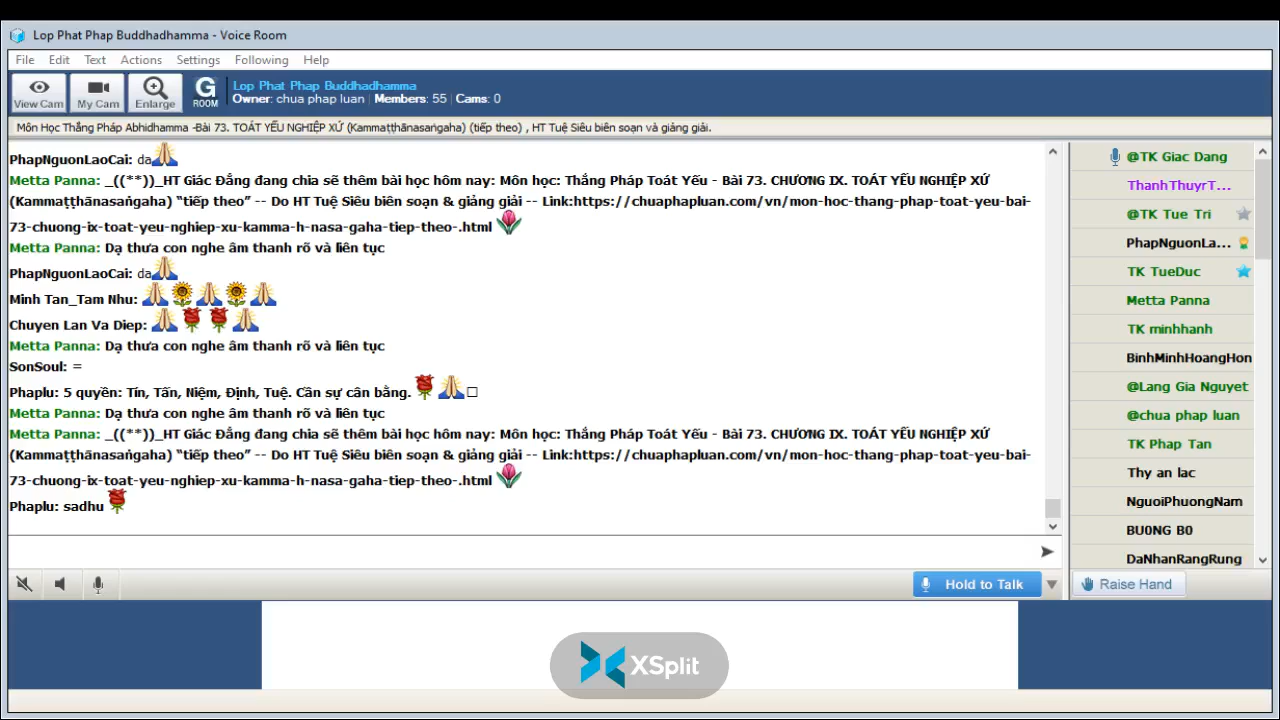 Lop Phat Phap Buddhadhamma - Voice Room
File Edit Text Actions Settings Following Help
View Cam My Cam Enlarge G ROOM
Lop Phat Phap Buddhadhamma
Owner: chua phap luan | Members: 55 | Cams: 0
Môn Học Thắng Pháp Abhidhamma -Bài 73. TOÁT YẾU NGHIỆP XỨ (Kammaṭṭhānasaṅgaha) (tiếp theo) , HT Tuệ Siêu biên soạn và giảng giải.
PhapNguonLaoCai: da
Metta Panna: _((**))_HT Giác Đẳng đang chia sẽ thêm bài học hôm nay: Môn học: Thắng Pháp Toát Yếu - Bài 73. CHƯƠNG IX. TOÁT YẾU NGHIỆP XỨ
(Kammaṭṭhānasaṅgaha) “tiếp theo” -- Do HT Tuệ Siêu biên soạn & giảng giải -- Link:https://chuaphapluan.com/vn/mon-hoc-thang-phap-toat-yeu-bai-
73-chuong-ix-toat-yeu-nghiep-xu-kamma-h-nasa-gaha-tiep-theo-.html
Metta Panna: Dạ thưa con nghe âm thanh rõ và liên tục
PhapNguonLaoCai: da
Minh Tan_Tam Nhu:
Chuyen Lan Va Diep:
Metta Panna: Dạ thưa con nghe âm thanh rõ và liên tục
SonSoul: =
Phaplu: 5 quyền: Tín, Tấn, Niệm, Định, Tuệ. Cần sự cân bằng.
Metta Panna: Dạ thưa con nghe âm thanh rõ và liên tục
Metta Panna: _((**))_HT Giác Đẳng đang chia sẽ thêm bài học hôm nay: Môn học: Thắng Pháp Toát Yếu - Bài 73. CHƯƠNG IX. TOÁT YẾU NGHIỆP XỨ
(Kammaṭṭhānasaṅgaha) “tiếp theo” -- Do HT Tuệ Siêu biên soạn & giảng giải -- Link:https://chuaphapluan.com/vn/mon-hoc-thang-phap-toat-yeu-bai-
73-chuong-ix-toat-yeu-nghiep-xu-kamma-h-nasa-gaha-tiep-theo-.html
Phaplu: sadhu
@TK Giac Dang
ThanhThuyrT...
@TK Tue Tri
PhapNguonLa...
TK TueDuc
Metta Panna
TK minhhanh
BinhMinhHoangHon
@Lang Gia Nguyet
@chua phap luan
TK Phap Tan
Thy an lac
NguoiPhuongNam
BU0NG B0
DaNhanRangRung
Hold to Talk
Raise Hand
XSplit